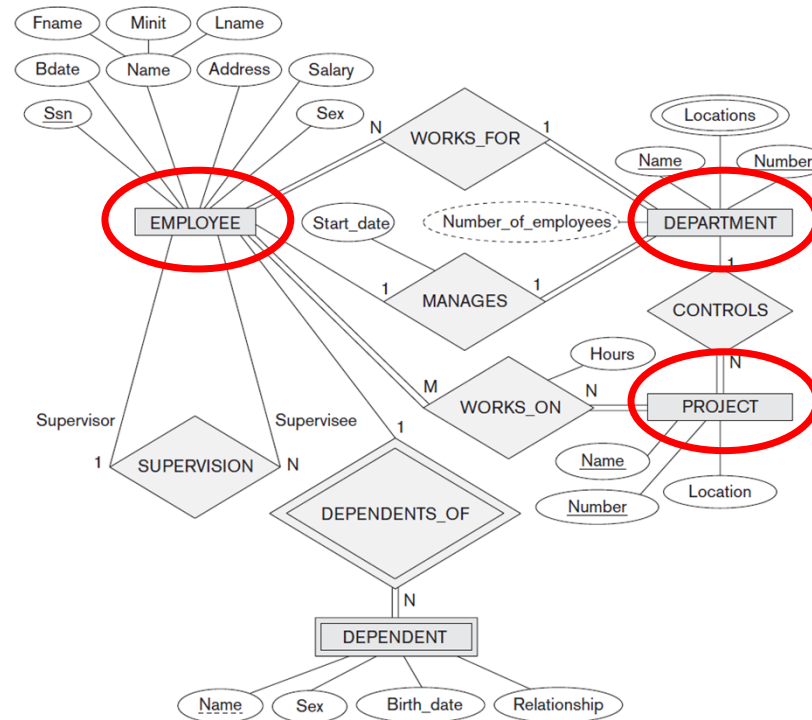 Fname Minit Lname
Bdate Name Address Salary
Ssn Sex
N WORKS_FOR 1
Locations
Name Number
EMPLOYEE Start_date Number_of_employees DEPARTMENT
1 MANAGES 1
1
CONTROLS
N
Hours
M WORKS_ON N PROJECT
Supervisor Supervisee
1 SUPERVISION N
1
Name
Number Location
DEPENDENTS_OF
N
DEPENDENT
Name Sex Birth_date Relationship